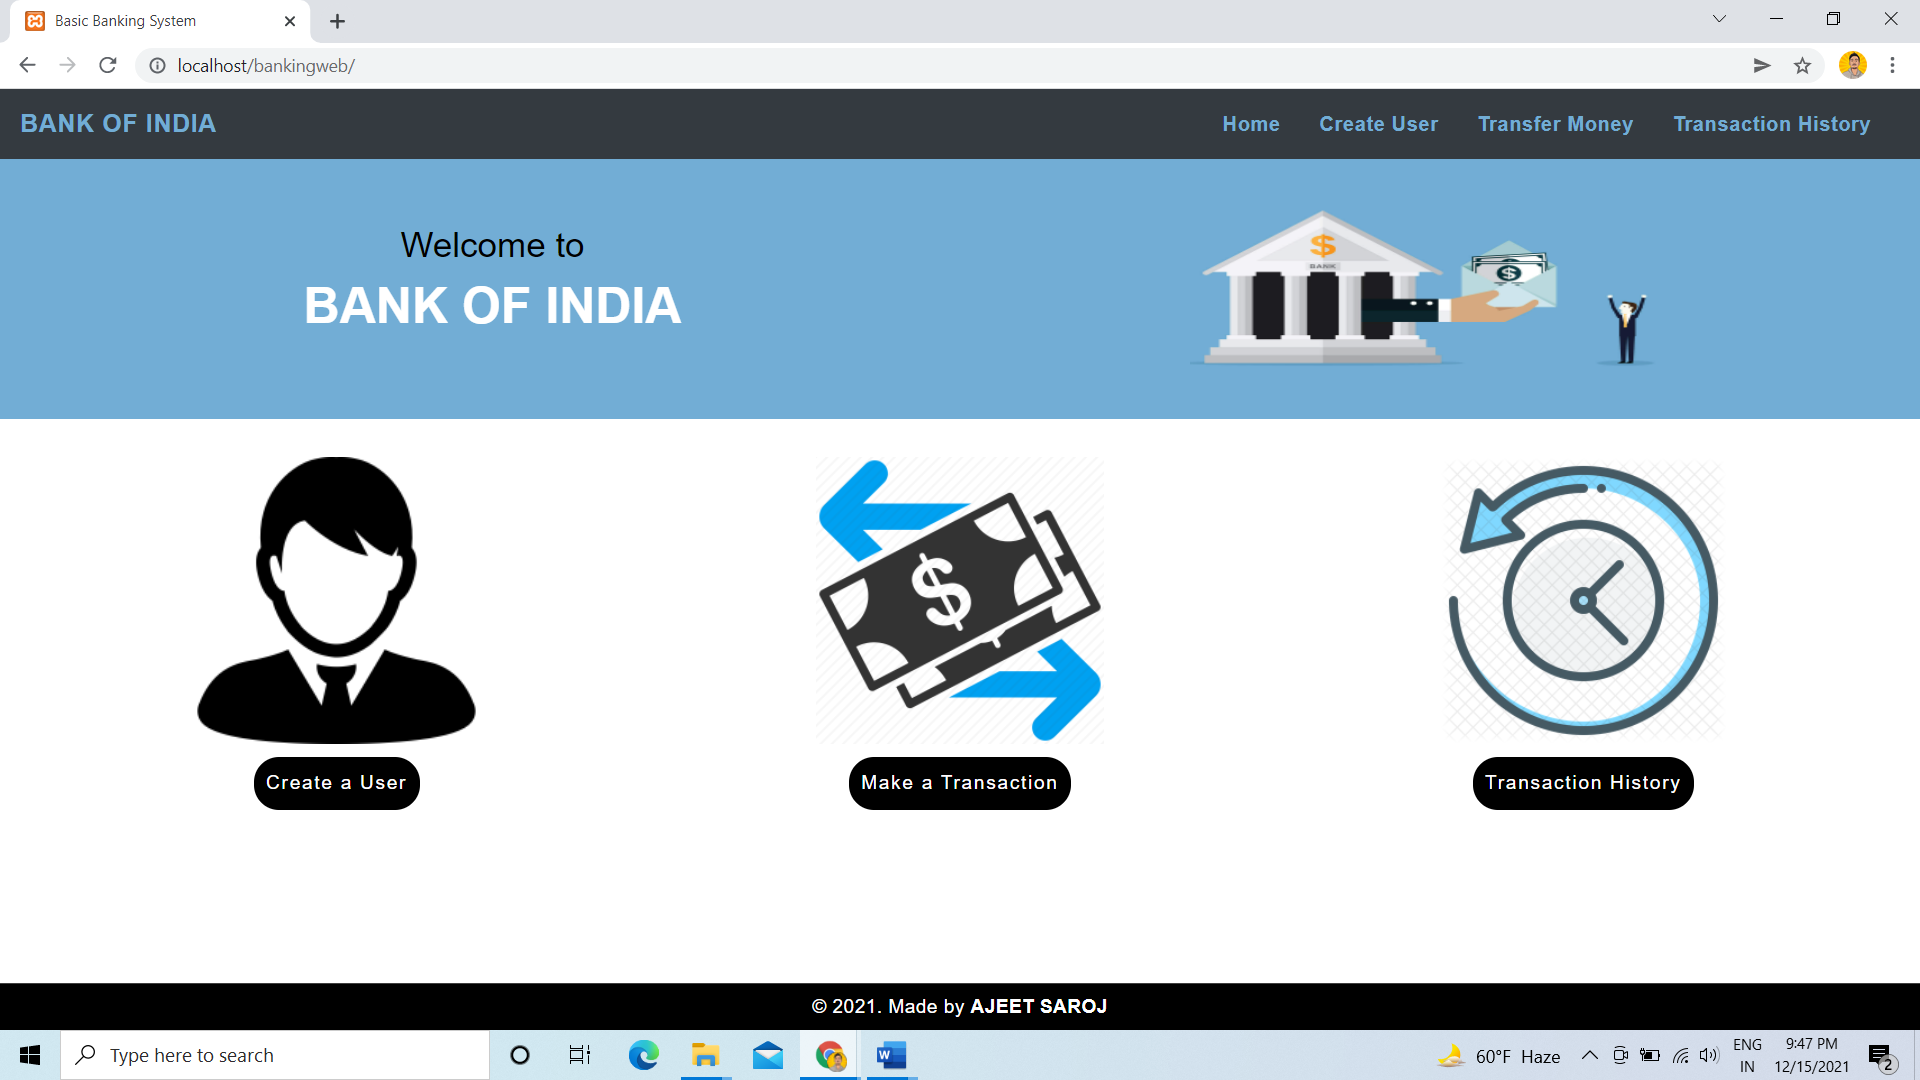 Basic Banking System
localhost/bankingweb/
BANK OF INDIA
Home
Create User
Transfer Money
Transaction History
Welcome to
BANK OF INDIA
$
BANK
$
$
Create a User
Make a Transaction
Transaction History
© 2021. Made by AJEET SAROJ
Type here to search
W
60°F Haze
ENG
IN
9:47 PM
12/15/2021
2